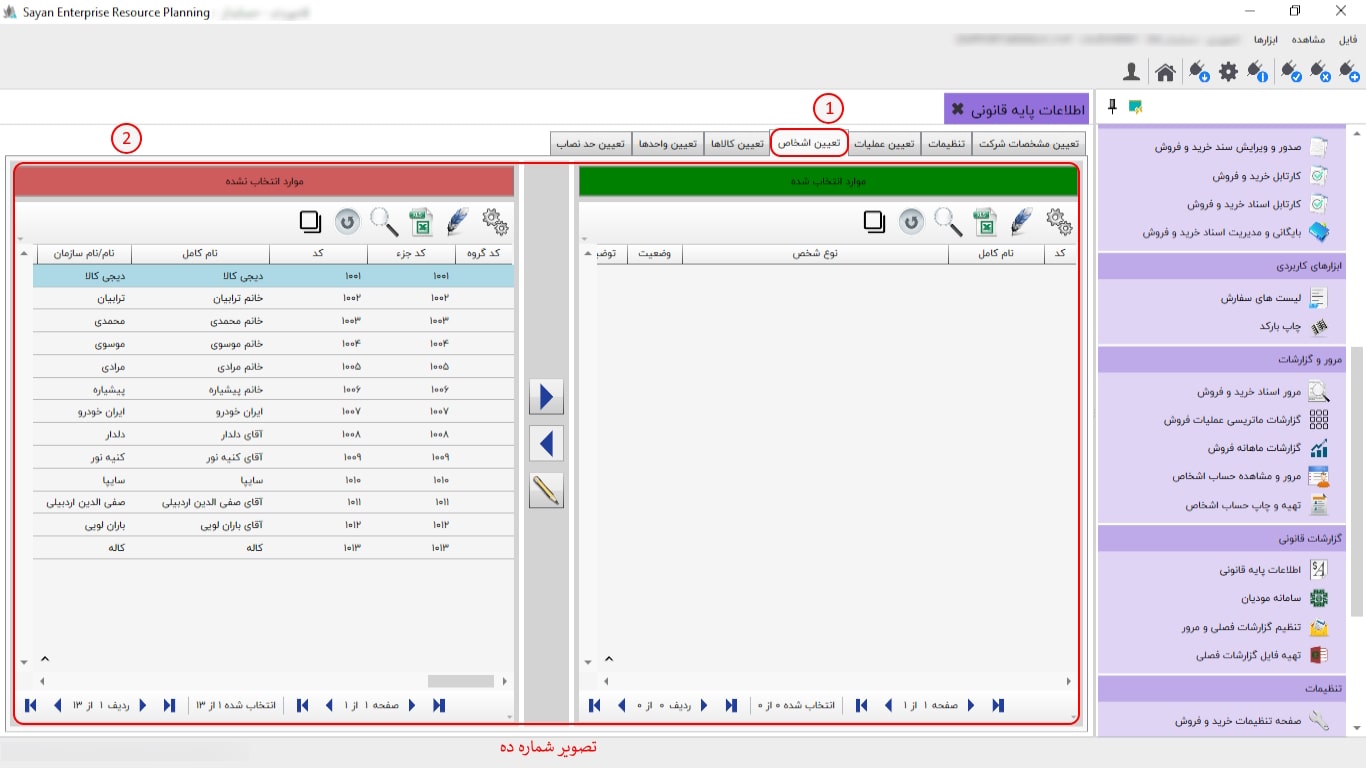 Sayan Enterprise Resource Planning
فایل مشاهده ابزارها
اطلاعات پایه قانونی
1
2
تعیین مشخصات شرکت
تنظیمات
تعیین عملیات
تعیین اشخاص
تعیین کالاها
تعیین واحدها
تعیین حد نصاب
صدور و ویرایش سند خرید و فروش
کارتابل خرید و فروش
کارتابل اسناد خرید و فروش
بایگانی و مدیریت اسناد خرید و فروش
ابزارهای کاربردی
لیست های سفارش
چاپ بارکد
مرور و گزارشات
مرور اسناد خرید و فروش
گزارشات ماتریسی عملیات فروش
گزارشات ماهانه فروش
مرور و مشاهده حساب اشخاص
تهیه و چاپ حساب اشخاص
گزارشات قانونی
اطلاعات پایه قانونی
سامانه مودیان
تنظیم گزارشات فصلی و مرور
تهیه فایل گزارشات فصلی
تنظیمات
صفحه تنظیمات خرید و فروش
موارد انتخاب شده
کد نام کامل نوع شخص وضعیت توضی
صفحه ۱ از ۱ انتخاب شده ۰ از ۰ ردیف ۰ از ۰
موارد انتخاب نشده
کد گروه کد جزء کد نام کامل نام/نام سازمان
۱۰۰۱ ۱۰۰۱ دیجی کالا دیجی کالا
۱۰۰۲ ۱۰۰۲ خانم ترابیان ترابیان
۱۰۰۳ ۱۰۰۳ خانم محمدی محمدی
۱۰۰۴ ۱۰۰۴ خانم موسوی موسوی
۱۰۰۵ ۱۰۰۵ خانم مرادی مرادی
۱۰۰۶ ۱۰۰۶ خانم پیشیاره پیشیاره
۱۰۰۷ ۱۰۰۷ ایران خودرو ایران خودرو
۱۰۰۸ ۱۰۰۸ آقای دلدار دلدار
۱۰۰۹ ۱۰۰۹ آقای کنیه نور کنیه نور
۱۰۱۰ ۱۰۱۰ سایپا سایپا
۱۰۱۱ ۱۰۱۱ آقای صفی الدین اردبیلی صفی الدین اردبیلی
۱۰۱۲ ۱۰۱۲ آقای باران لویی باران لویی
۱۰۱۳ ۱۰۱۳ کاله کاله
صفحه ۱ از ۱ انتخاب شده ۱ از ۱۳ ردیف ۱ از ۱۳
تصویر شماره ده